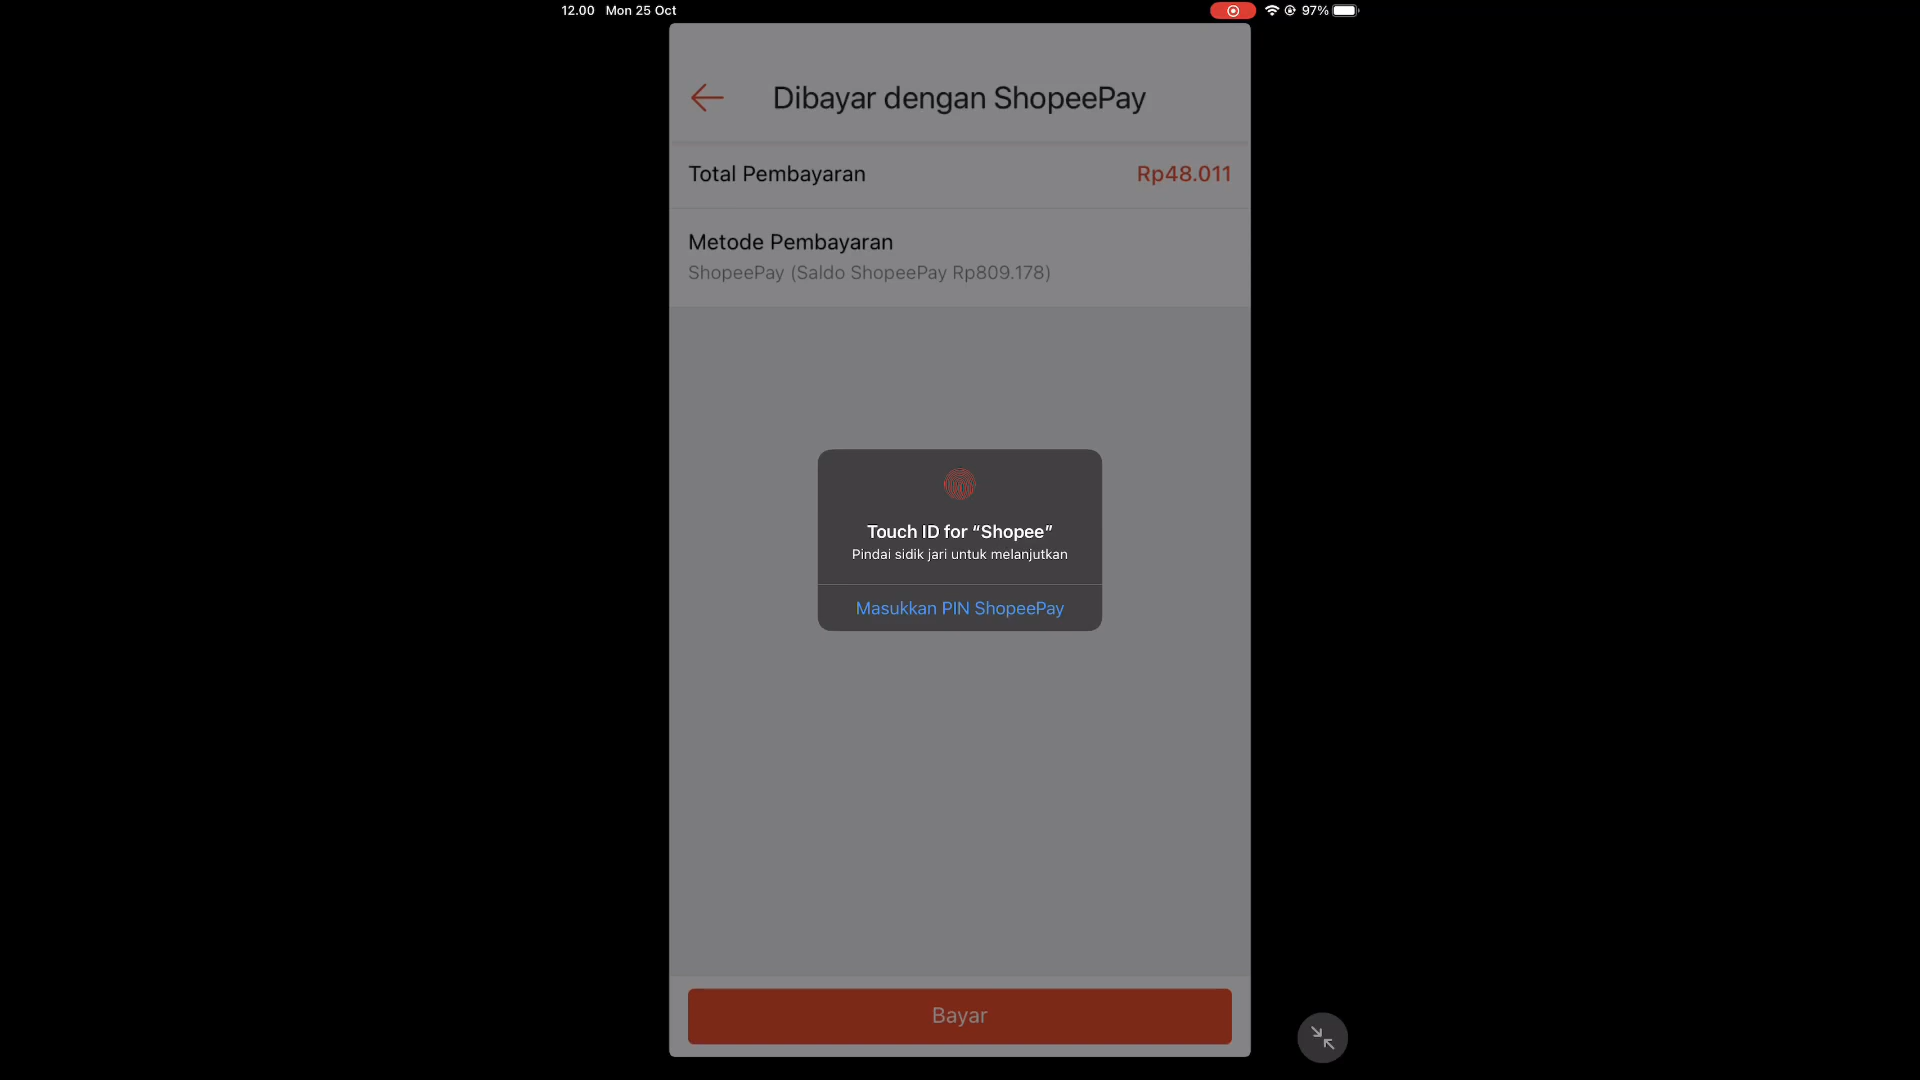 12.00 Mon 25 Oct
97%
Dibayar dengan ShopeePay
Total Pembayaran Rp48.011
Metode Pembayaran
ShopeePay (Saldo ShopeePay Rp809.178)
Touch ID for “Shopee”
Pindai sidik jari untuk melanjutkan
Masukkan PIN ShopeePay
Bayar